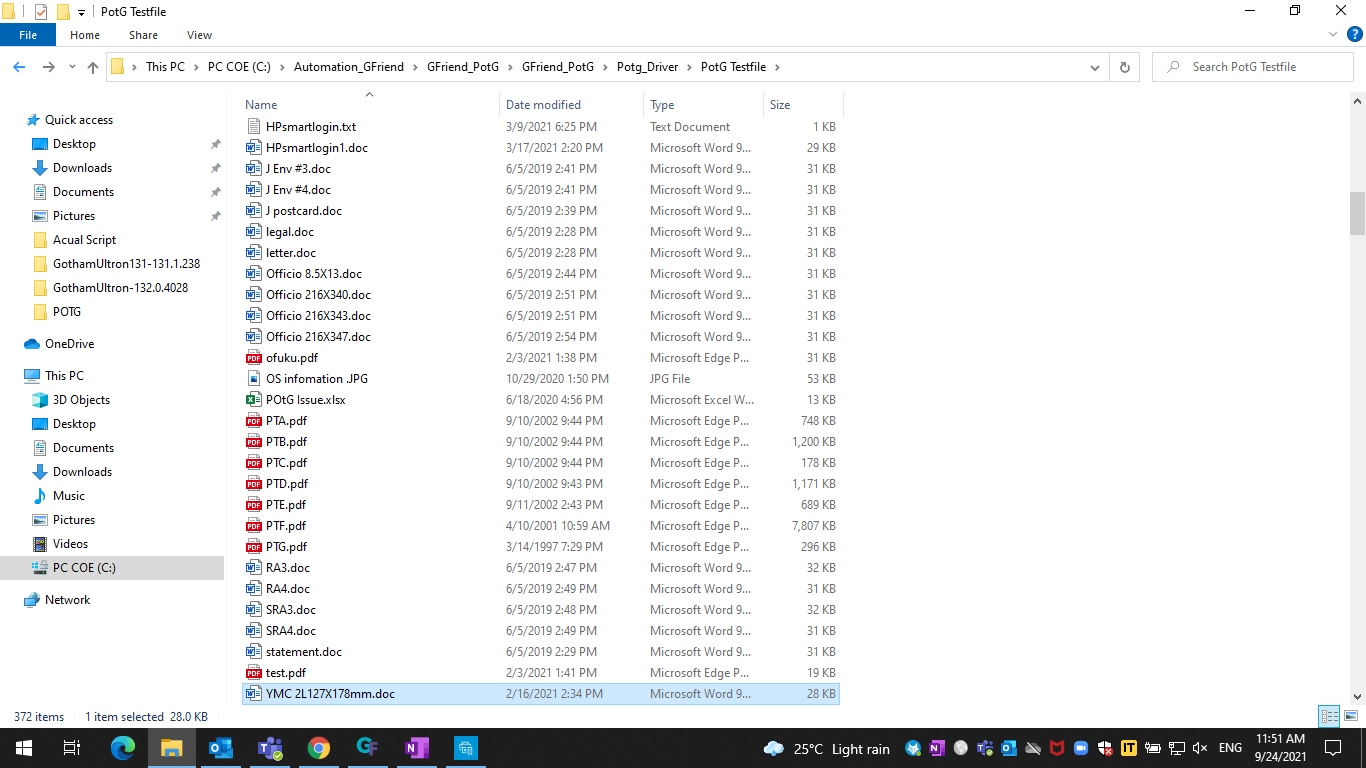 PotG Testfile
File Home Share View
This PC PC COE (C:) Automation_GFriend GFriend_PotG GFriend_PotG Potg_Driver PotG Testfile Search PotG Testfile
Name Date modified Type Size
Quick access
Desktop
Downloads
Documents
Pictures
Acual Script
GothamUltron131-131.1.238
GothamUltron-132.0.4028
POTG
OneDrive
This PC
3D Objects
Desktop
Documents
Downloads
Music
Pictures
Videos
PC COE (C:)
Network
HPsmartlogin.txt 3/9/2021 6:25 PM Text Document 1 KB
HPsmartlogin1.doc 3/17/2021 2:20 PM Microsoft Word 9... 29 KB
J Env #3.doc 6/5/2019 2:41 PM Microsoft Word 9... 31 KB
J Env #4.doc 6/5/2019 2:41 PM Microsoft Word 9... 31 KB
J postcard.doc 6/5/2019 2:39 PM Microsoft Word 9... 31 KB
legal.doc 6/5/2019 2:28 PM Microsoft Word 9... 31 KB
letter.doc 6/5/2019 2:28 PM Microsoft Word 9... 31 KB
Officio 8.5X13.doc 6/5/2019 2:44 PM Microsoft Word 9... 31 KB
Officio 216X340.doc 6/5/2019 2:51 PM Microsoft Word 9... 31 KB
Officio 216X343.doc 6/5/2019 2:51 PM Microsoft Word 9... 31 KB
Officio 216X347.doc 6/5/2019 2:54 PM Microsoft Word 9... 31 KB
ofuku.pdf 2/3/2021 1:38 PM Microsoft Edge P... 31 KB
OS infomation .JPG 10/29/2020 1:50 PM JPG File 53 KB
POtG Issue.xlsx 6/18/2020 4:56 PM Microsoft Excel W... 13 KB
PTA.pdf 9/10/2002 9:44 PM Microsoft Edge P... 748 KB
PTB.pdf 9/10/2002 9:44 PM Microsoft Edge P... 1,200 KB
PTC.pdf 9/10/2002 9:44 PM Microsoft Edge P... 178 KB
PTD.pdf 9/10/2002 9:43 PM Microsoft Edge P... 1,171 KB
PTE.pdf 9/11/2002 2:43 PM Microsoft Edge P... 689 KB
PTF.pdf 4/10/2001 10:59 AM Microsoft Edge P... 7,807 KB
PTG.pdf 3/14/1997 7:29 PM Microsoft Edge P... 296 KB
RA3.doc 6/5/2019 2:47 PM Microsoft Word 9... 32 KB
RA4.doc 6/5/2019 2:49 PM Microsoft Word 9... 31 KB
SRA3.doc 6/5/2019 2:48 PM Microsoft Word 9... 32 KB
SRA4.doc 6/5/2019 2:49 PM Microsoft Word 9... 31 KB
statement.doc 6/5/2019 2:29 PM Microsoft Word 9... 31 KB
test.pdf 2/3/2021 1:41 PM Microsoft Edge P... 19 KB
YMC 2L127X178mm.doc 2/16/2021 2:34 PM Microsoft Word 9... 28 KB
372 items 1 item selected 28.0 KB
25°C Light rain ENG 11:51 AM
9/24/2021